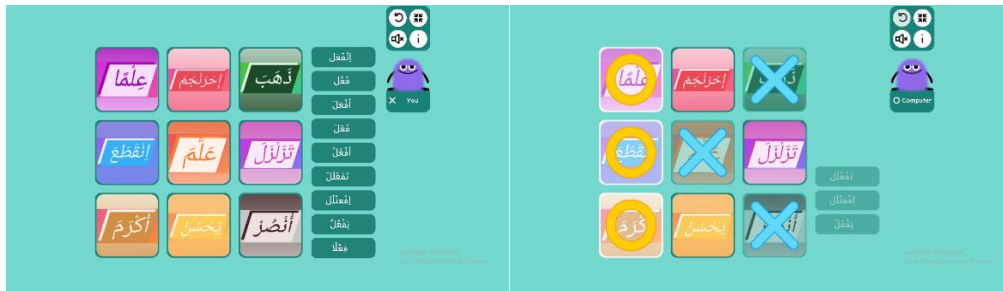 عِلْمًا
إِحْرَنْجَمَ
ذَهَبَ
إِنْقَطَعَ
عَلَّمَ
تَزَلْزَلَ
أَكْرَمَ
يَحْسُنُ
أُنْصُرْ
اِنْفَعَلَ
فَعَّلَ
أَفْعَلَ
فَعَلَ
اُفْعُلْ
تَفَعْلَلَ
اِفْعَنْلَلَ
يَفْعُلُ
فِعْلًا
X You
إِحْرَنْجَمَ
تَزَلْزَلَ
يَحْسُنُ
تَفَعْلَلَ
اِفْعَنْلَلَ
يَفْعُلُ
O Computer